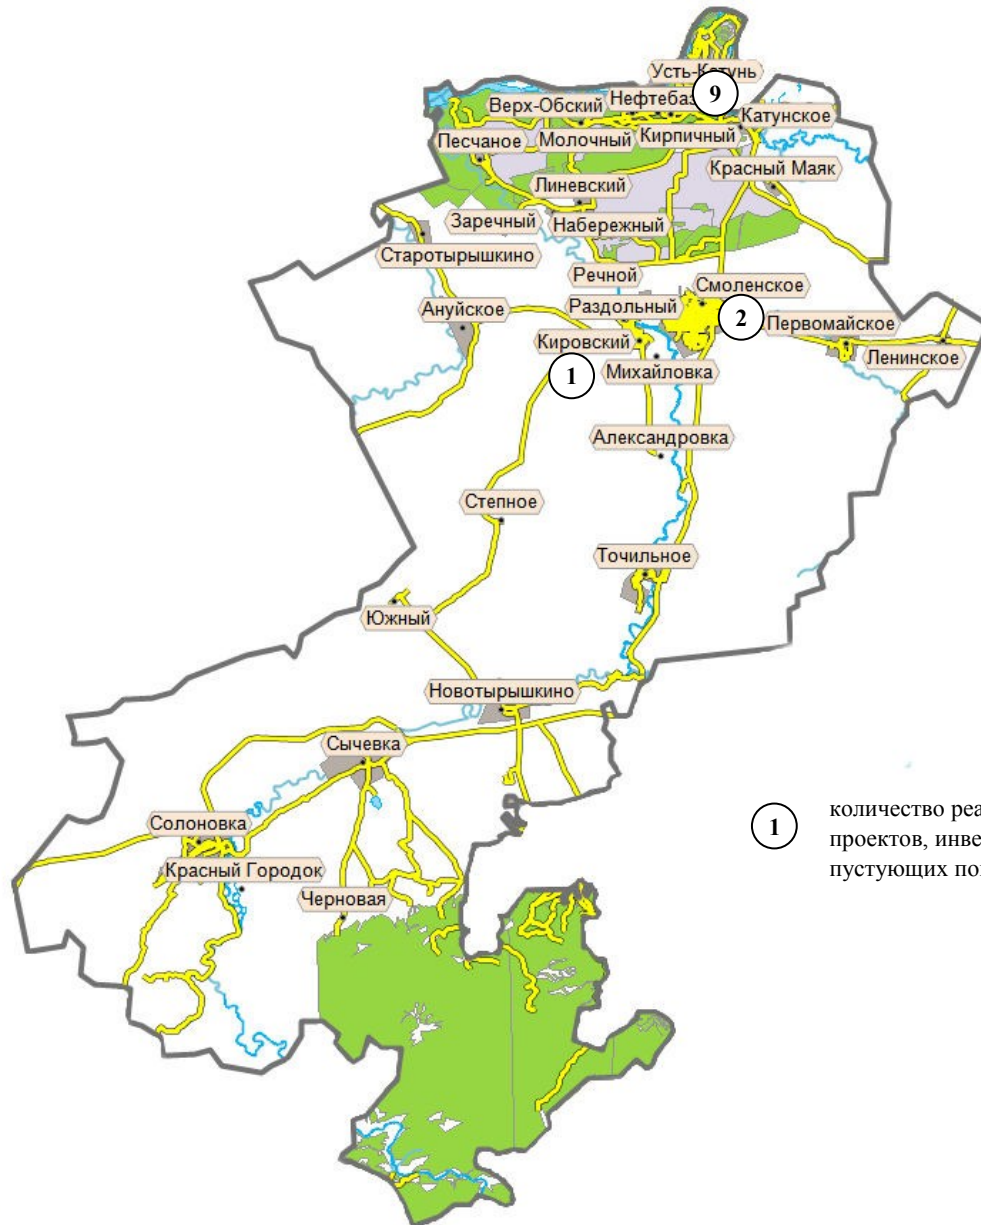 Усть-Катунь
9
Нефтебаза
Верх-Обский
Катунское
Песчаное
Молочный
Кирпичный
Красный Маяк
Линевский
Заречный
Набережный
Старотырышкино
Речной
Смоленское
Ануйское
Раздольный
2
Первомайское
Кировский
Ленинское
1
Михайловка
Александровка
Степное
Точильное
Южный
Новотырышкино
Сычевка
Солоновка
Красный Городок
Черновая
1
количество реа
проектов, инве
пустующих